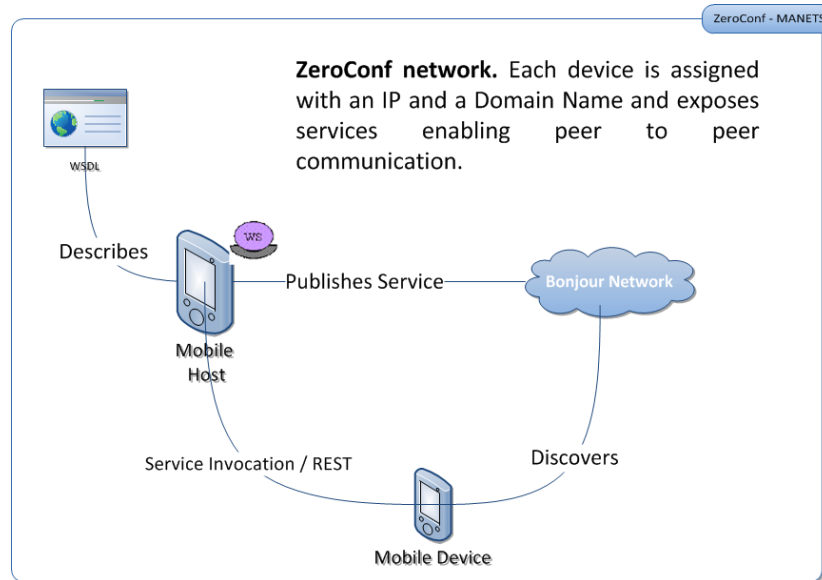 ZeroConf - MANETS
ZeroConf network. Each device is assigned
with an IP and a Domain Name and exposes
services enabling peer to peer
communication.
WSDL
Describes
WS
Publishes Service
Bonjour Network
Mobile
Host
Service Invocation / REST
Discovers
Mobile Device